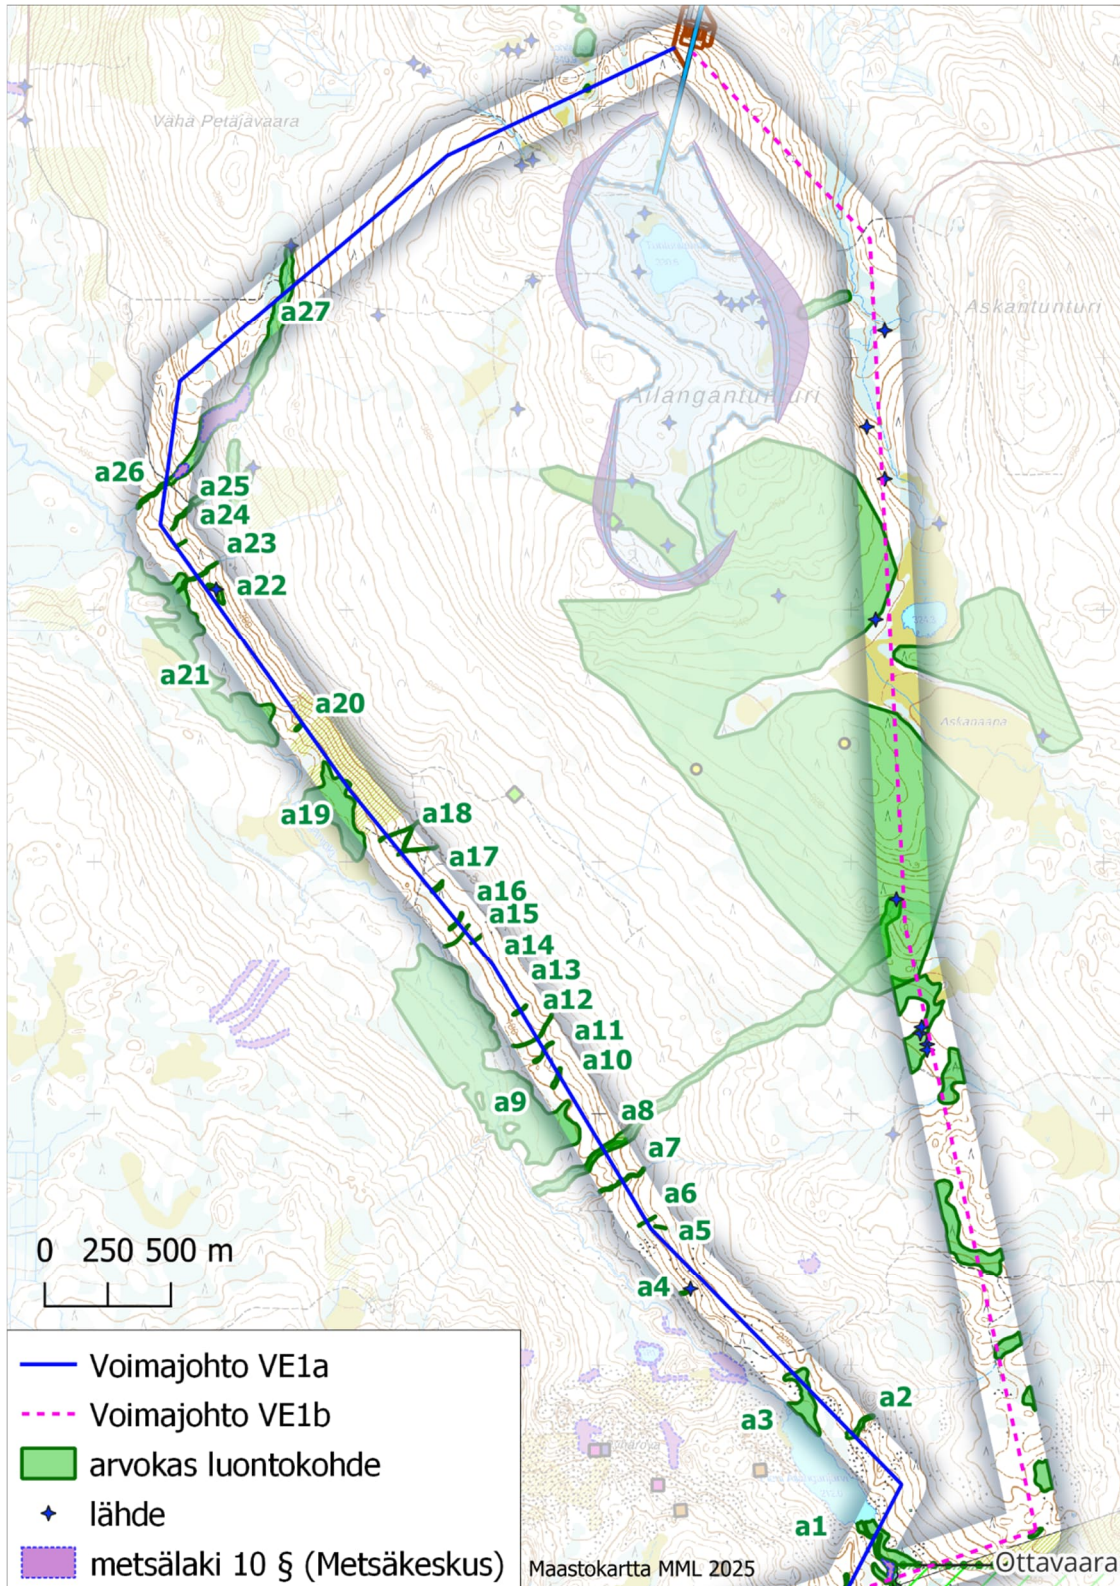 Vaha Petäjävaara
a27
Askantunturi
Ailangantunturi
a26
a25
a24
a23
a22
a21
a20
Askanaapa
a19
a18
a17
a16
a15
a14
a13
a12
a11
a10
a9
a8
a7
a6
a5
a4
0 250 500 m
a3
a2
a1
Ottavaara
Voimajohto VE1a
Voimajohto VE1b
arvokas luontokohde
lähde
metsälaki 10 § (Metsäkeskus)
Maastokartta MML 2025